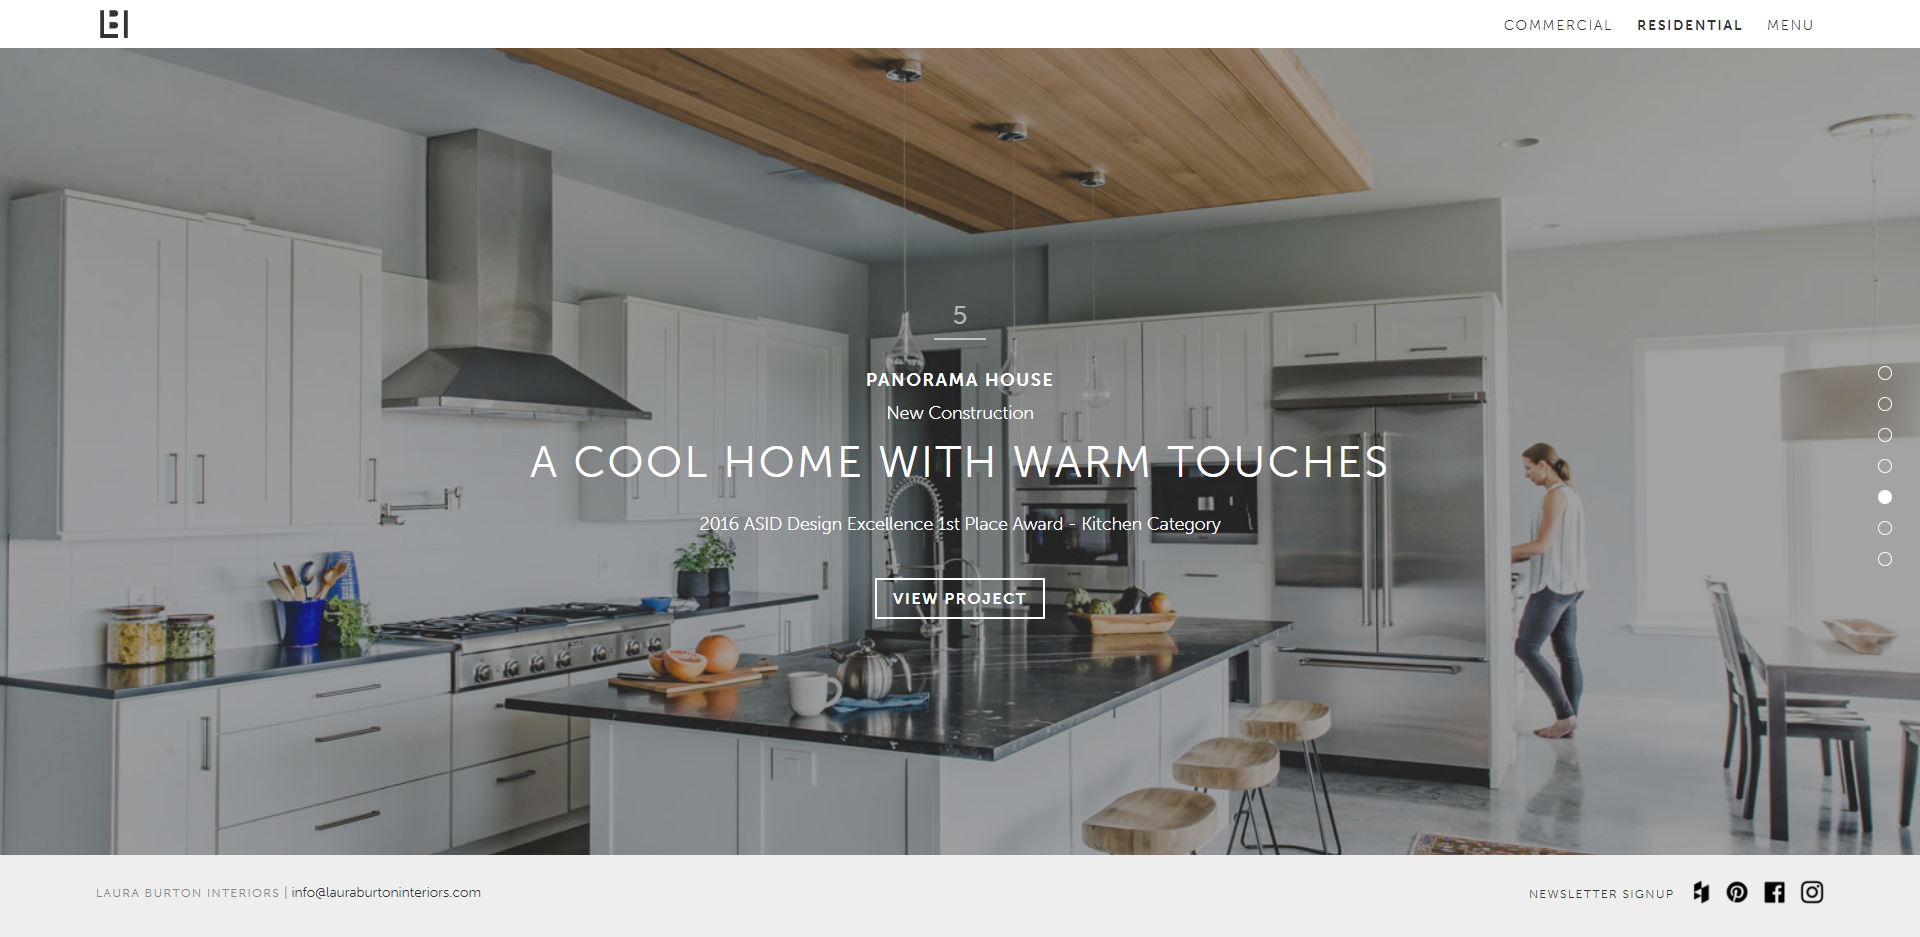 LBI
COMMERCIAL RESIDENTIAL MENU
5
PANORAMA HOUSE
New Construction
A COOL HOME WITH WARM TOUCHES
2016 ASID Design Excellence 1st Place Award - Kitchen Category
VIEW PROJECT
LAURA BURTON INTERIORS | info@lauraburtoninteriors.com
NEWSLETTER SIGNUP